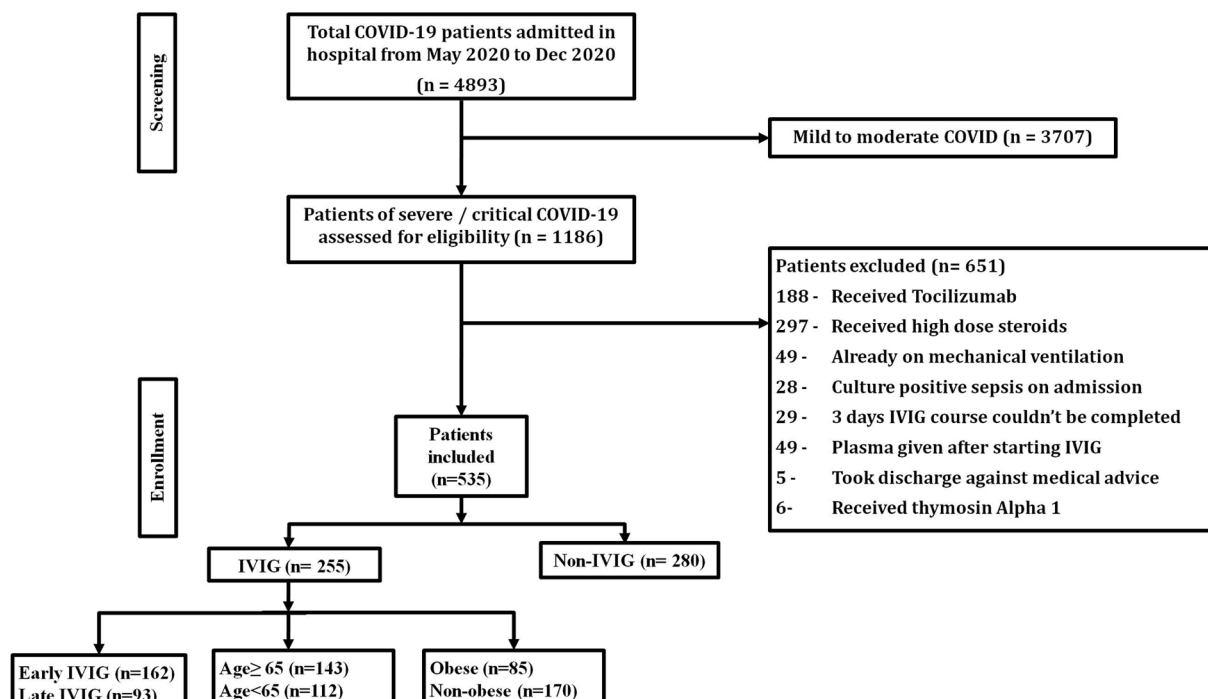 Screening
Total COVID-19 patients admitted in
hospital from May 2020 to Dec 2020
(n = 4893)
Mild to moderate COVID (n = 3707)
Patients of severe / critical COVID-19
assessed for eligibility (n = 1186)
Patients excluded (n= 651)
188 - Received Tocilizumab
297- Received high dose steroids
49 - Already on mechanical ventilation
28 - Culture positive sepsis on admission
29 - 3 days IVIG course couldn't be completed
49 - Plasma given after starting IVIG
5 - Took discharge against medical advice
6- Received thymosin Alpha 1
Enrollment
Patients
included
(n=535)
IVIG (n= 255)
Non-IVIG (n= 280)
Early IVIG (n=162)
Late IVIG (n=93)
Age≥ 65 (n=143)
Age<65 (n=112)
Obese (n=85)
Non-obese (n=170)